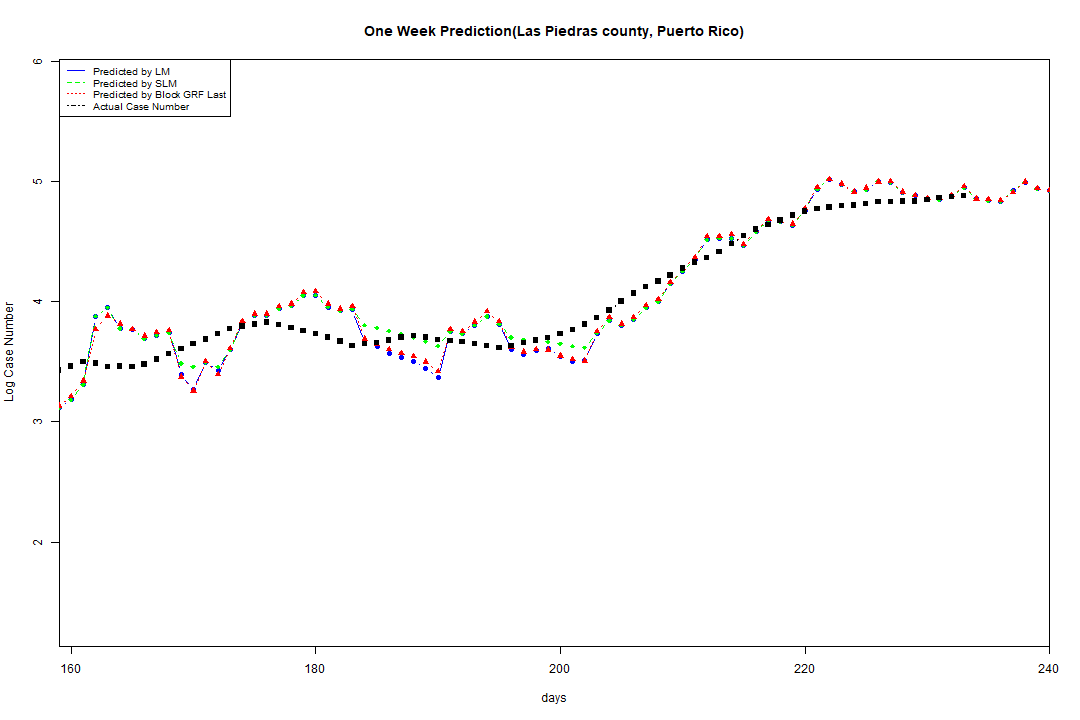 One Week Prediction(Las Piedras county, Puerto Rico)
Predicted by LM
Predicted by SLM
Predicted by Block GRF Last
Actual Case Number
6
5
4
3
2
Log Case Number
160 180 200 220 240
days